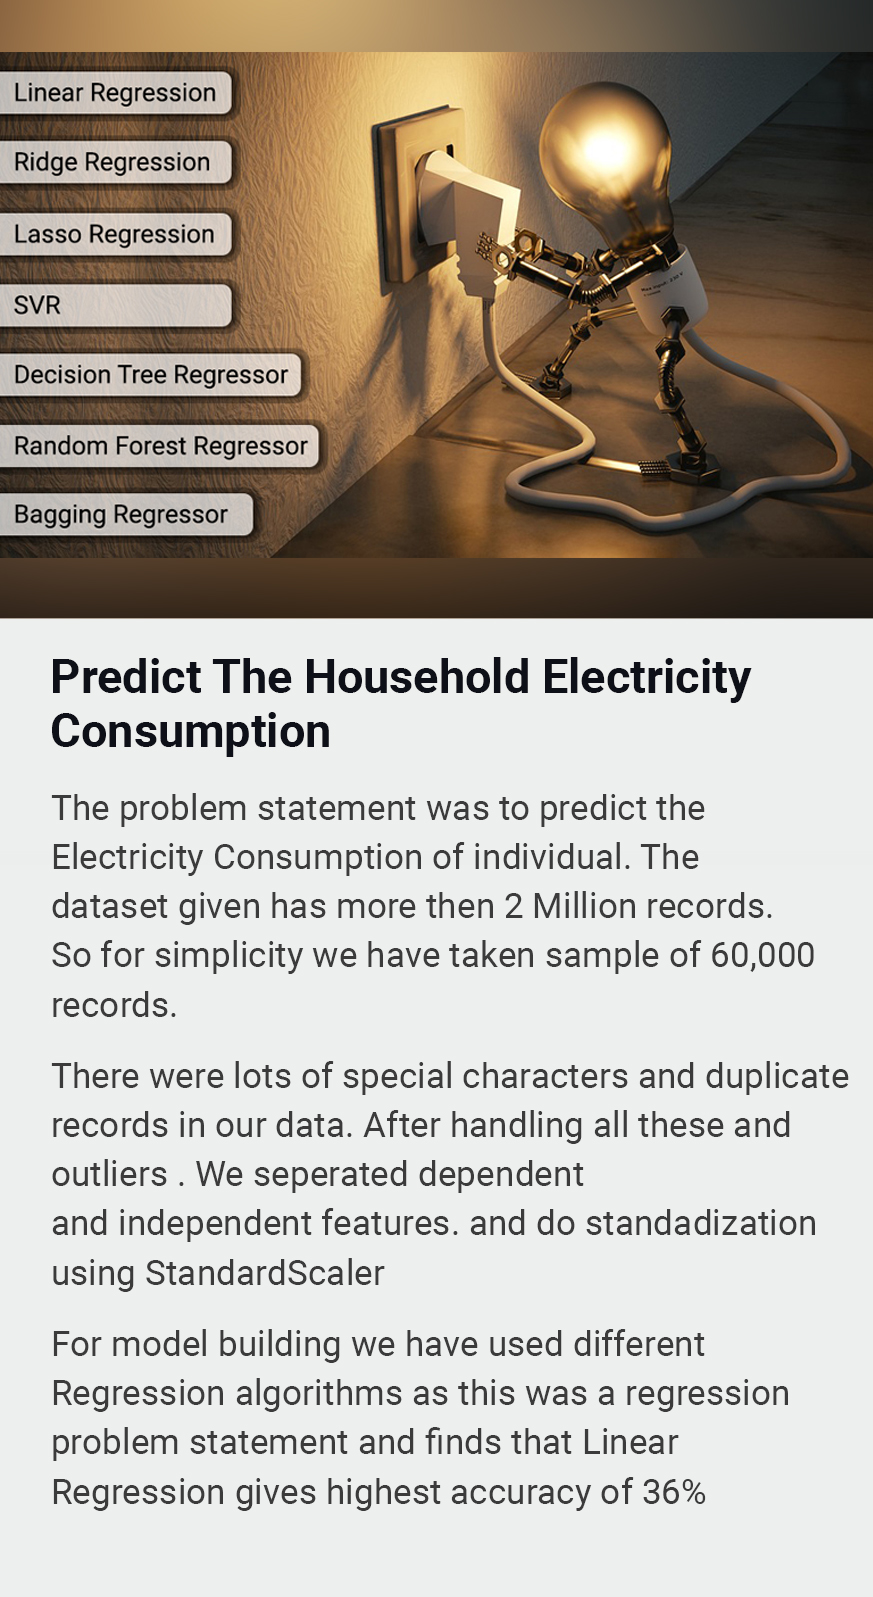 Linear Regression
Ridge Regression
Lasso Regression
SVR
Decision Tree Regressor
Random Forest Regressor
Bagging Regressor
Predict The Household Electricity
Consumption
The problem statement was to predict the
Electricity Consumption of individual. The
dataset given has more then 2 Million records.
So for simplicity we have taken sample of 60,000
records.
There were lots of special characters and duplicate
records in our data. After handling all these and
outliers . We seperated dependent
and independent features. and do standadization
using StandardScaler
For model building we have used different
Regression algorithms as this was a regression
problem statement and finds that Linear
Regression gives highest accuracy of 36%